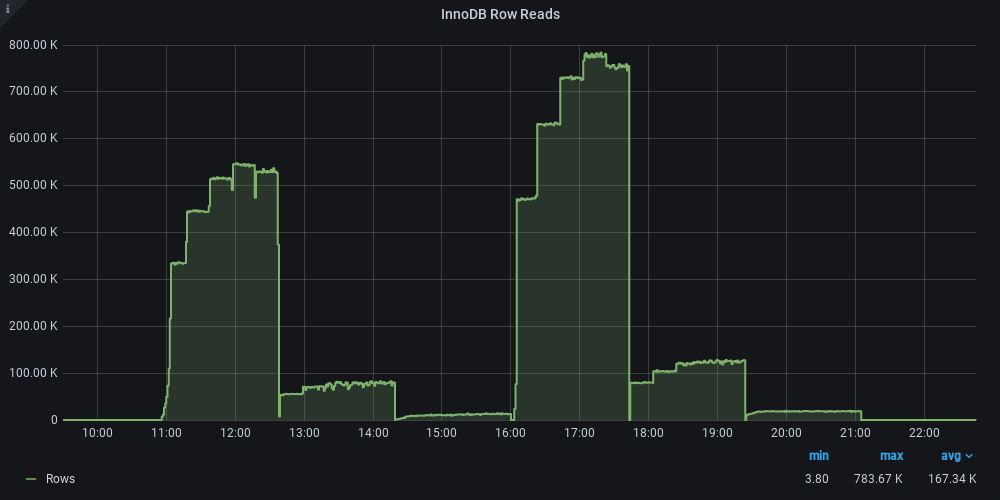 i
InnoDB Row Reads
800.00 K
700.00 K
600.00 K
500.00 K
400.00 K
300.00 K
200.00 K
100.00 K
0
10:00 11:00 12:00 13:00 14:00 15:00 16:00 17:00 18:00 19:00 20:00 21:00 22:00
min max avg
Rows 3.80 783.67 K 167.34 K